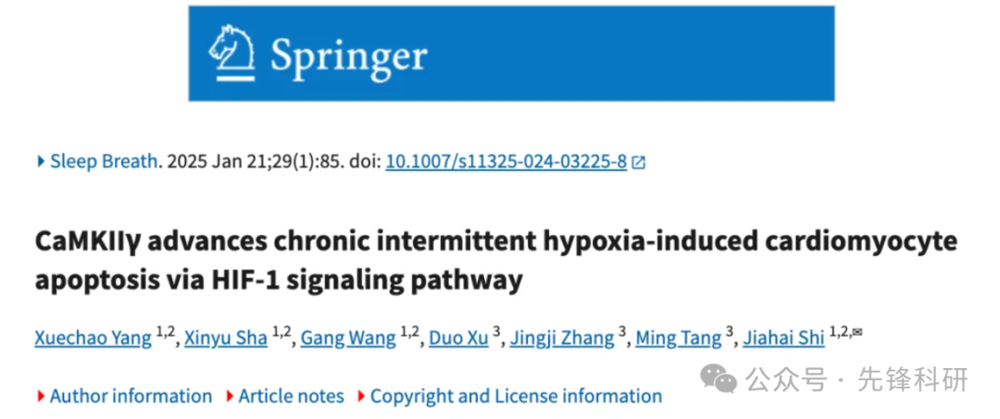 Springer
Sleep Breath. 2025 Jan 21;29(1):85. doi: 10.1007/s11325-024-03225-8
CaMKIIγ advances chronic intermittent hypoxia-induced cardiomyocyte
apoptosis via HIF-1 signaling pathway
Xuechao Yang 1,2, Xinyu Sha 1,2, Gang Wang 1,2, Duo Xu 3, Jingji Zhang 3, Ming Tang 3, Jiahai Shi 1,2,✉
公众号 · 先锋科研
Author information Article notes Copyright and License information